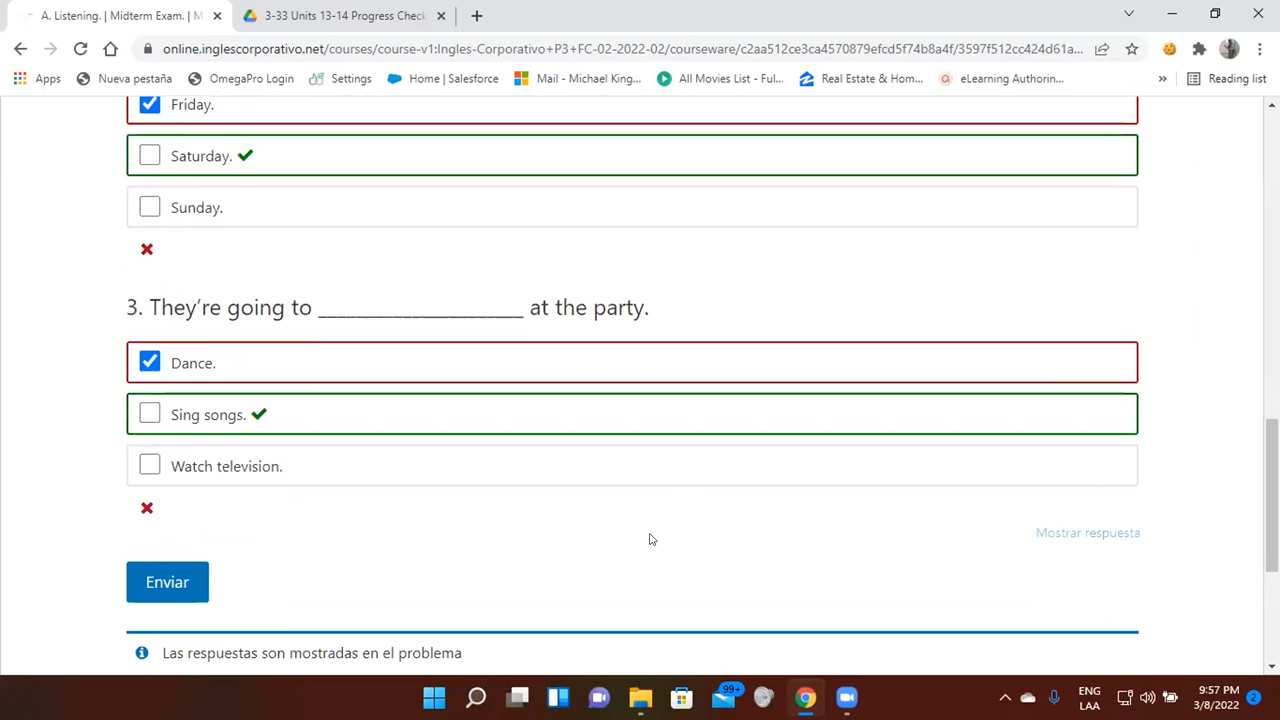 A. Listening. | Midterm Exam. | M
3-33 Units 13-14 Progress Check
online.inglescorporativo.net/courses/course-v1:Ingles-Corporativo+P3+FC-02-2022-02/courseware/c2aa512ce3ca4570879efcd5f74b8a4f/3597f512cc424d61a...
Apps Nueva pestaña OmegaPro Login Settings Home | Salesforce Mail - Michael King... All Movies List - Ful... Real Estate & Hom... eLearning Authorin... » Reading list
Friday.
Saturday.
Sunday.
3. They’re going to ______________________ at the party.
Dance.
Sing songs.
Watch television.
Mostrar respuesta
Enviar
Las respuestas son mostradas en el problema
99+
ENG
LAA
9:57 PM
3/8/2022
2